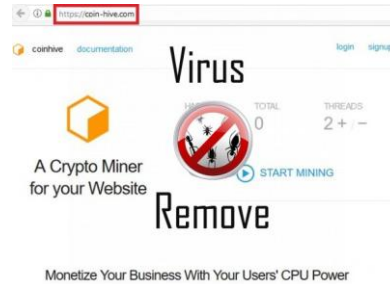 https://coin-hive.com
coinhive documentation login signup
Virus
TOTAL THREADS
0 2 + / −
A Crypto Miner
for your Website
START MINING
Remove
Monetize Your Business With Your Users' CPU Power